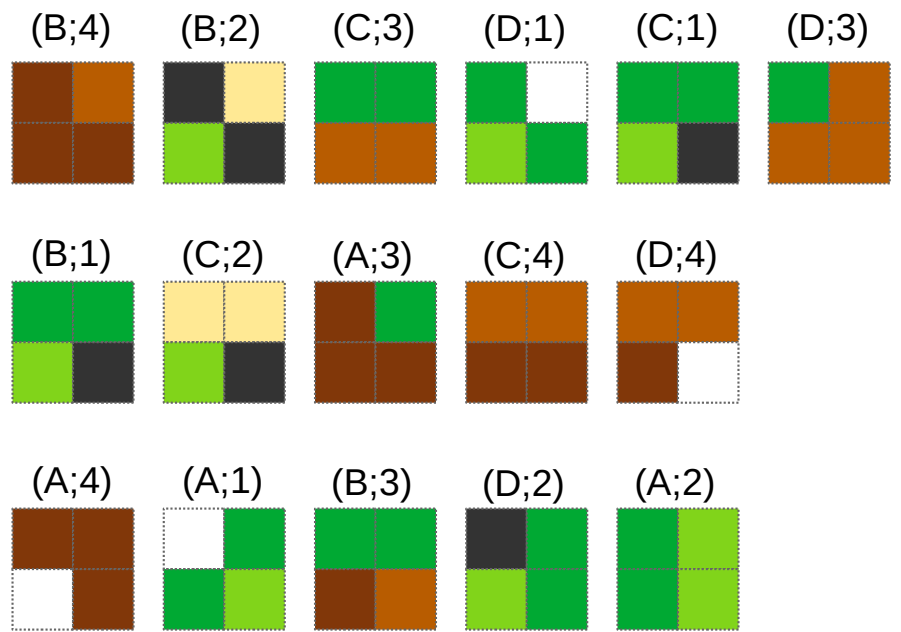 (B;4) (B;2) (C;3) (D;1) (C;1) (D;3)
(B;1) (C;2) (A;3) (C;4) (D;4)
(A;4) (A;1) (B;3) (D;2) (A;2)